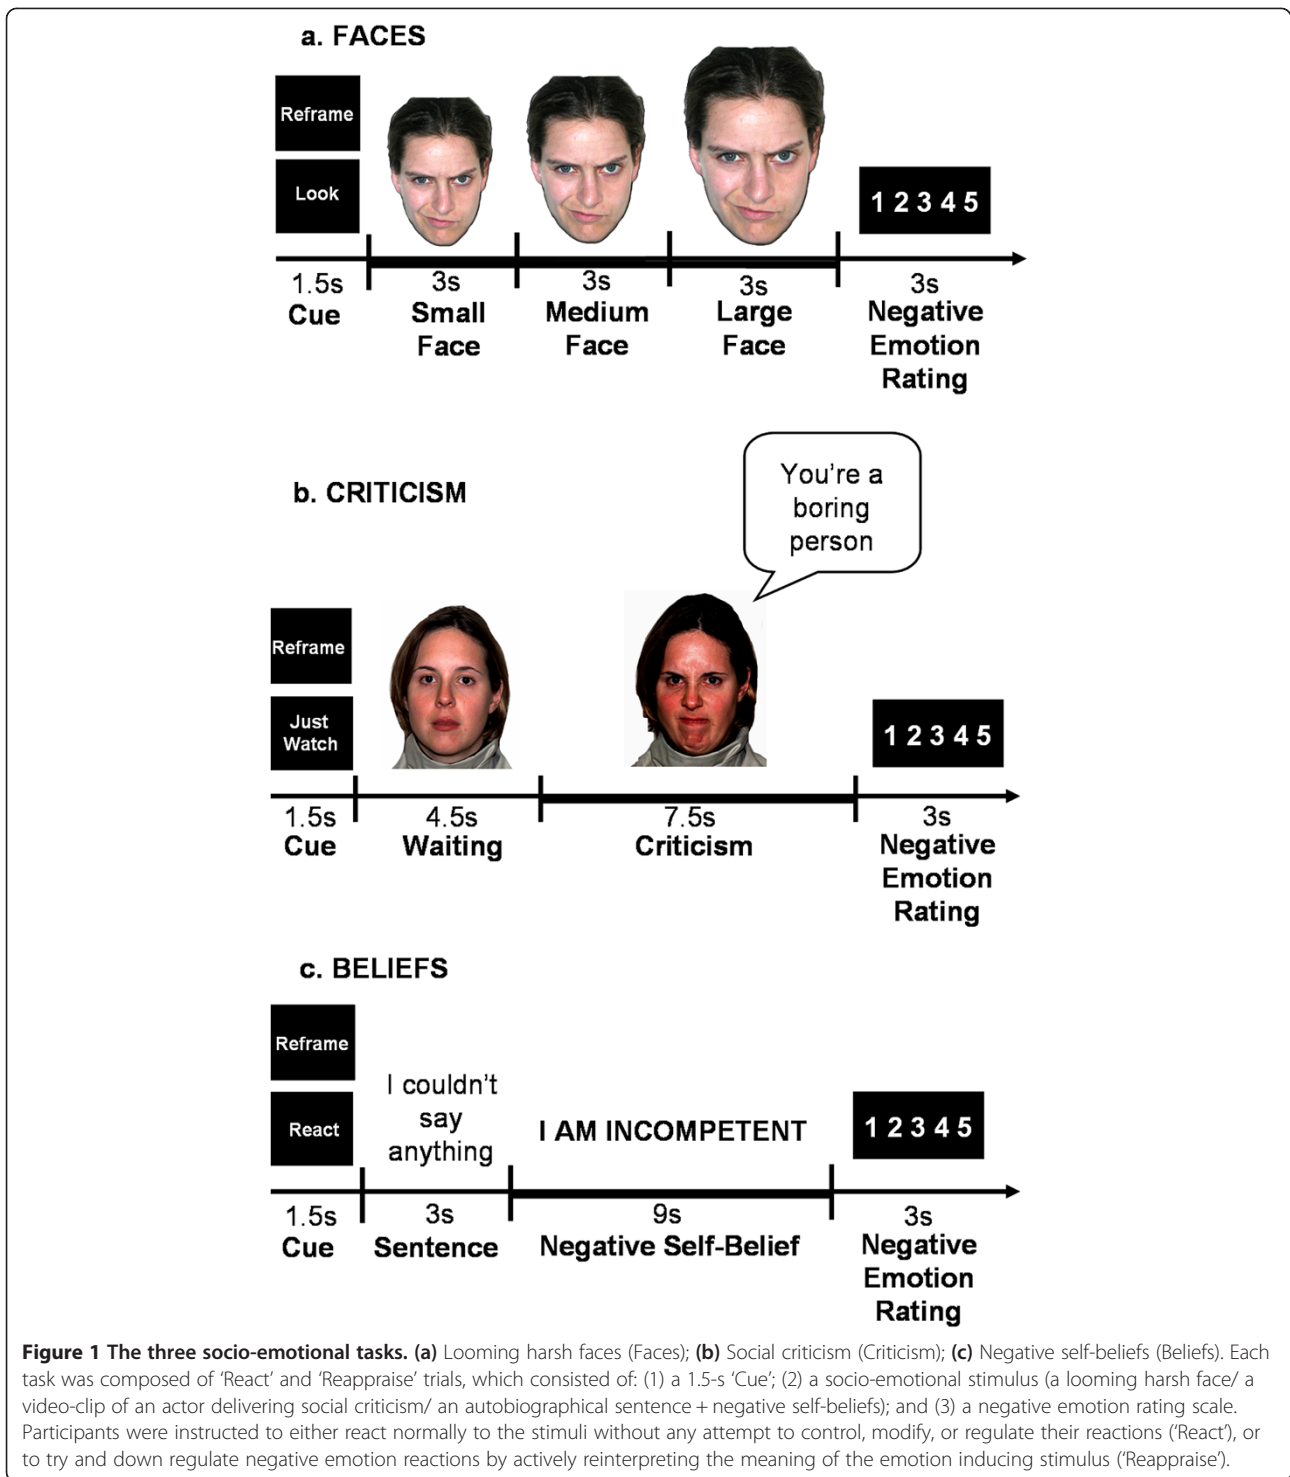 a. FACES
Reframe
Look
1 2 3 4 5
1.5s 3s 3s 3s 3s
Cue Small Medium Large Negative
Face Face Face Emotion
Rating
You're a
boring
person
b. CRITICISM
Reframe
Just
Watch
1 2 3 4 5
1.5s 4.5s 7.5s 3s
Cue Waiting Criticism Negative
Emotion
Rating
c. BELIEFS
Reframe
React
I couldn't
say
anything
I AM INCOMPETENT
1 2 3 4 5
1.5s 3s 9s 3s
Cue Sentence Negative Self-Belief Negative
Emotion
Rating
Figure 1 The three socio-emotional tasks. (a) Looming harsh faces (Faces); (b) Social criticism (Criticism); (c) Negative self-beliefs (Beliefs). Each
task was composed of ‘React’ and ‘Reappraise’ trials, which consisted of: (1) a 1.5-s ‘Cue’; (2) a socio-emotional stimulus (a looming harsh face/ a
video-clip of an actor delivering social criticism/ an autobiographical sentence + negative self-beliefs); and (3) a negative emotion rating scale.
Participants were instructed to either react normally to the stimuli without any attempt to control, modify, or regulate their reactions (‘React’), or
to try and down regulate negative emotion reactions by actively reinterpreting the meaning of the emotion inducing stimulus (‘Reappraise’).